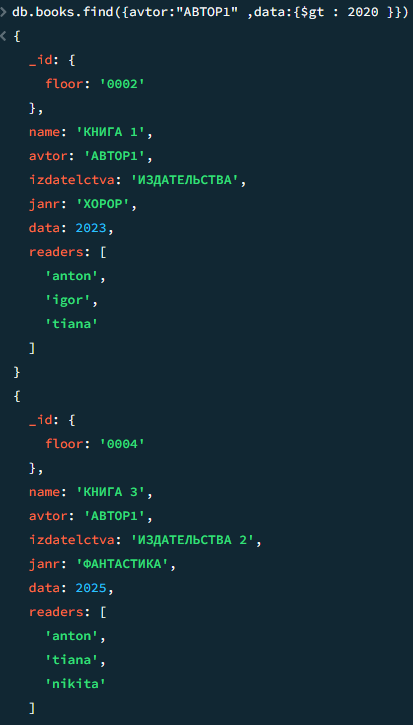 > db.books.find({avtor:"АВТОР1" ,data:{$gt : 2020 }})
< {
_id: {
floor: '0002'
},
name: 'КНИГА 1',
avtor: 'АВТОР1',
izdatelctva: 'ИЗДАТЕЛЬСТВА',
janr: 'ХОРОР',
data: 2023,
readers: [
'anton',
'igor',
'tiana'
]
}
{
_id: {
floor: '0004'
},
name: 'КНИГА 3',
avtor: 'АВТОР1',
izdatelctva: 'ИЗДАТЕЛЬСТВА 2',
janr: 'ФАНТАСТИКА',
data: 2025,
readers: [
'anton',
'tiana',
'nikita'
]